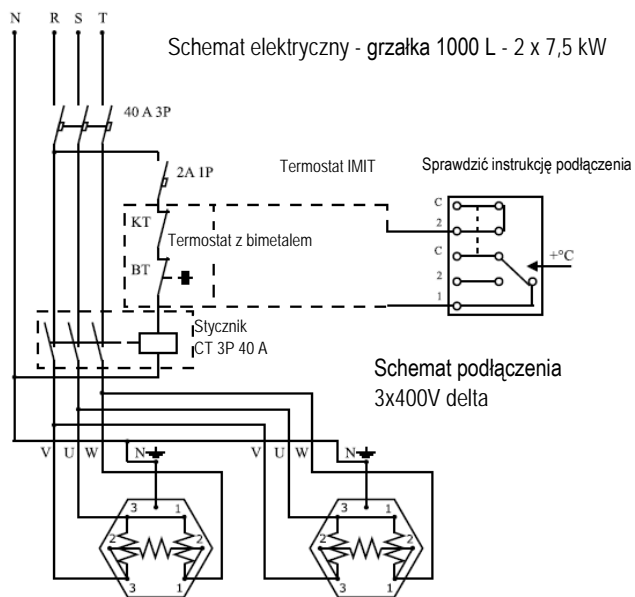 N R S T
Schemat elektryczny - grzałka 1000 L - 2 x 7,5 kW
40 A 3P
2A 1P
Termostat IMIT
Sprawdzić instrukcję podłączenia
KT
Termostat z bimetalem
BT
C
2
C
2
1
+°C
Stycznik
CT 3P 40 A
Schemat podłączenia
3x400V delta
V U W N
V U W N
3 1
2 2
3 1
3 1
2 2
3 1